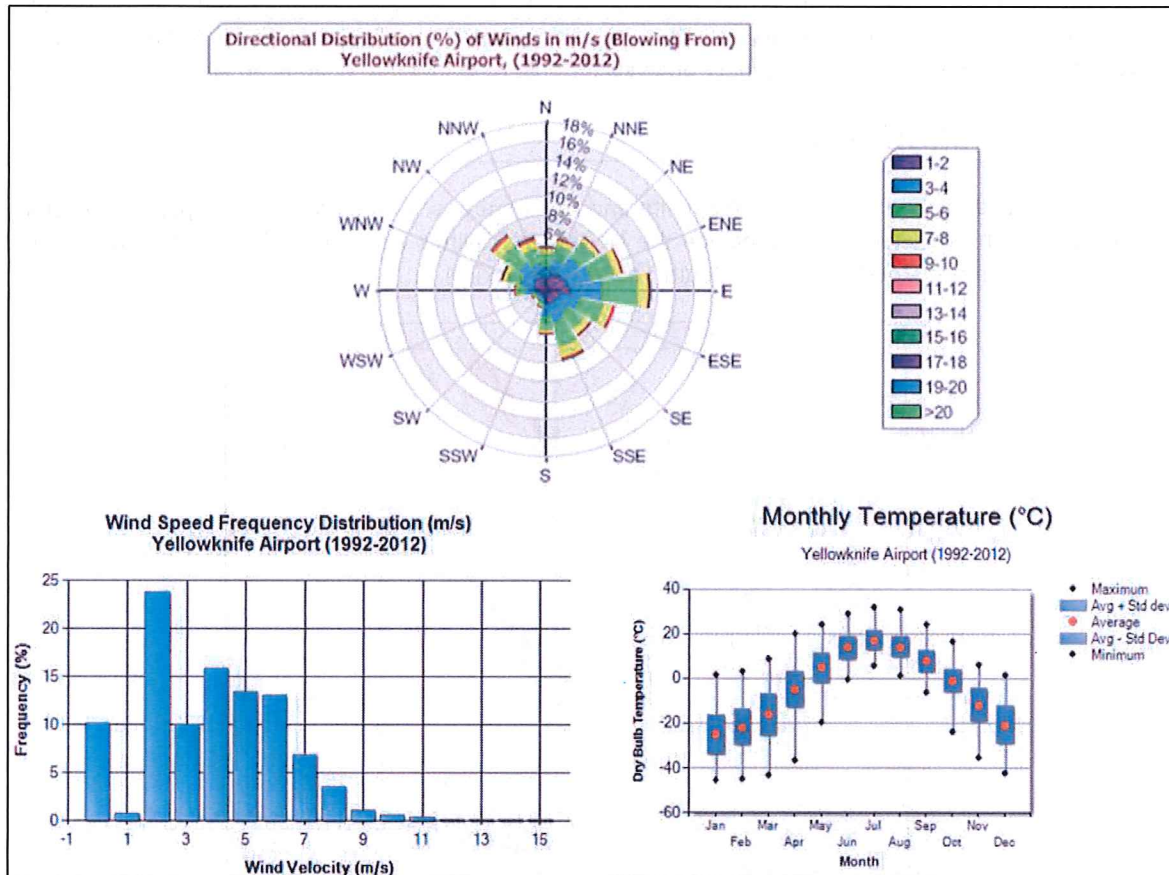 Directional Distribution (%) of Winds in m/s (Blowing From)
Yellowknife Airport, (1992-2012)
N
NNW
NNE
NW
NE
WNW
ENE
W
E
WSW
ESE
SW
SE
SSW
SSE
S
18%
16%
14%
12%
10%
8%
6%
1-2
3-4
5-6
7-8
9-10
11-12
13-14
15-16
17-18
19-20
>20
Wind Speed Frequency Distribution (m/s)
Yellowknife Airport (1992-2012)
Frequency (%)
25
20
15
10
5
0
-1 1 3 5 7 9 11 13 15
Wind Velocity (m/s)
Monthly Temperature (°C)
Yellowknife Airport (1992-2012)
Dry Bulb Temperature (°C)
40
20
0
-20
-40
-60
Jan Mar May Jul Sep Nov
Feb Apr Jun Aug Oct Dec
Month
Maximum
Avg + Std dev
Average
Avg - Std Dev
Minimum